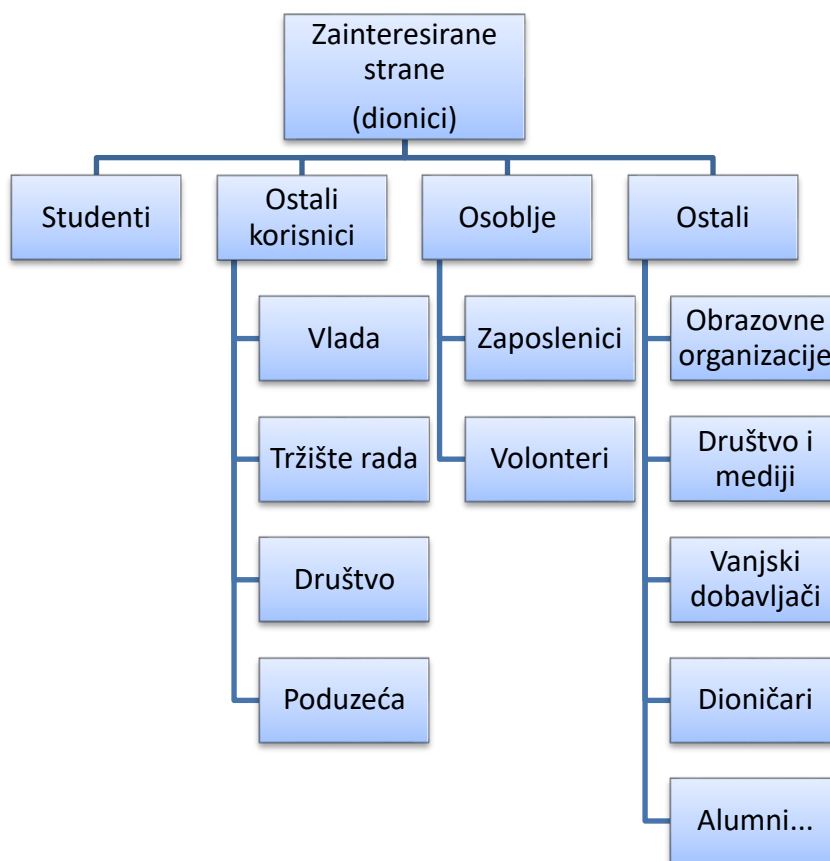 Zainteresirane
strane
(dionici)
Studenti
Ostali
korisnici
Osoblje
Ostali
Vlada
Tržište rada
Društvo
Poduzeća
Zaposlenici
Volonteri
Obrazovne
organizacije
Društvo i
mediji
Vanjski
dobavljači
Dioničari
Alumni...